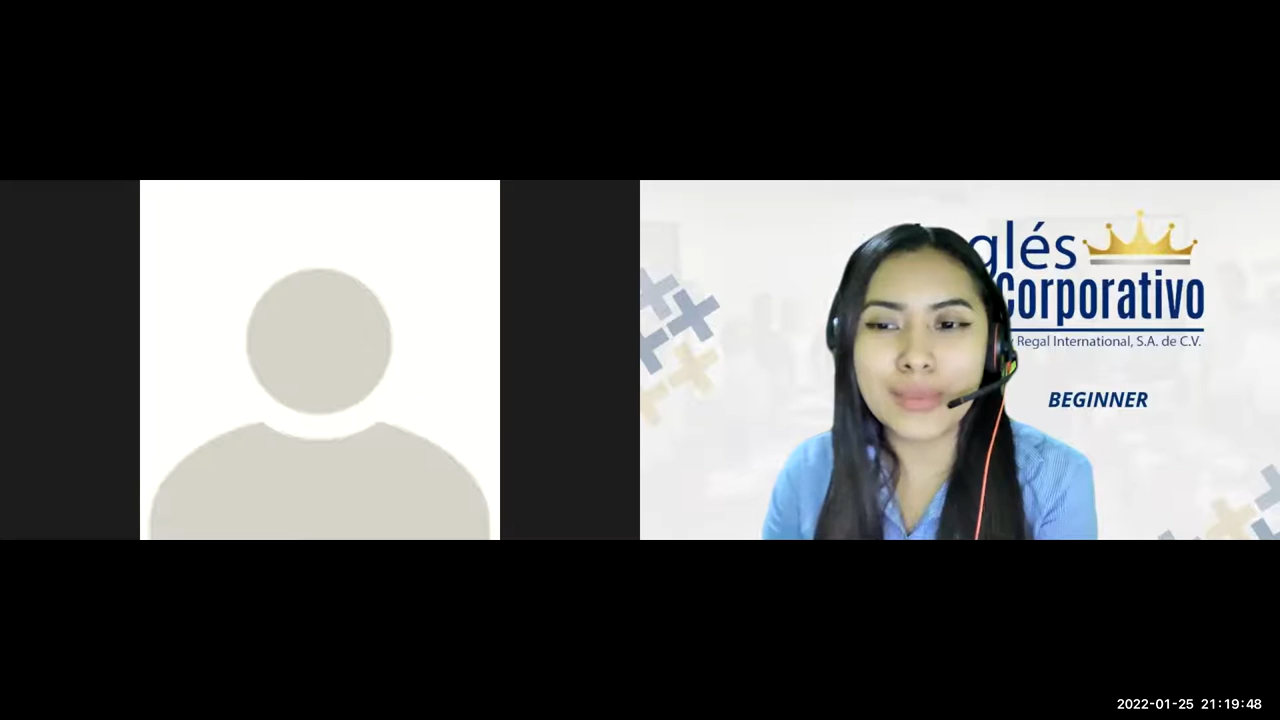 glés
Corporativo
y Regal International, S.A. de C.V.
BEGINNER
2022-01-25 21:19:48